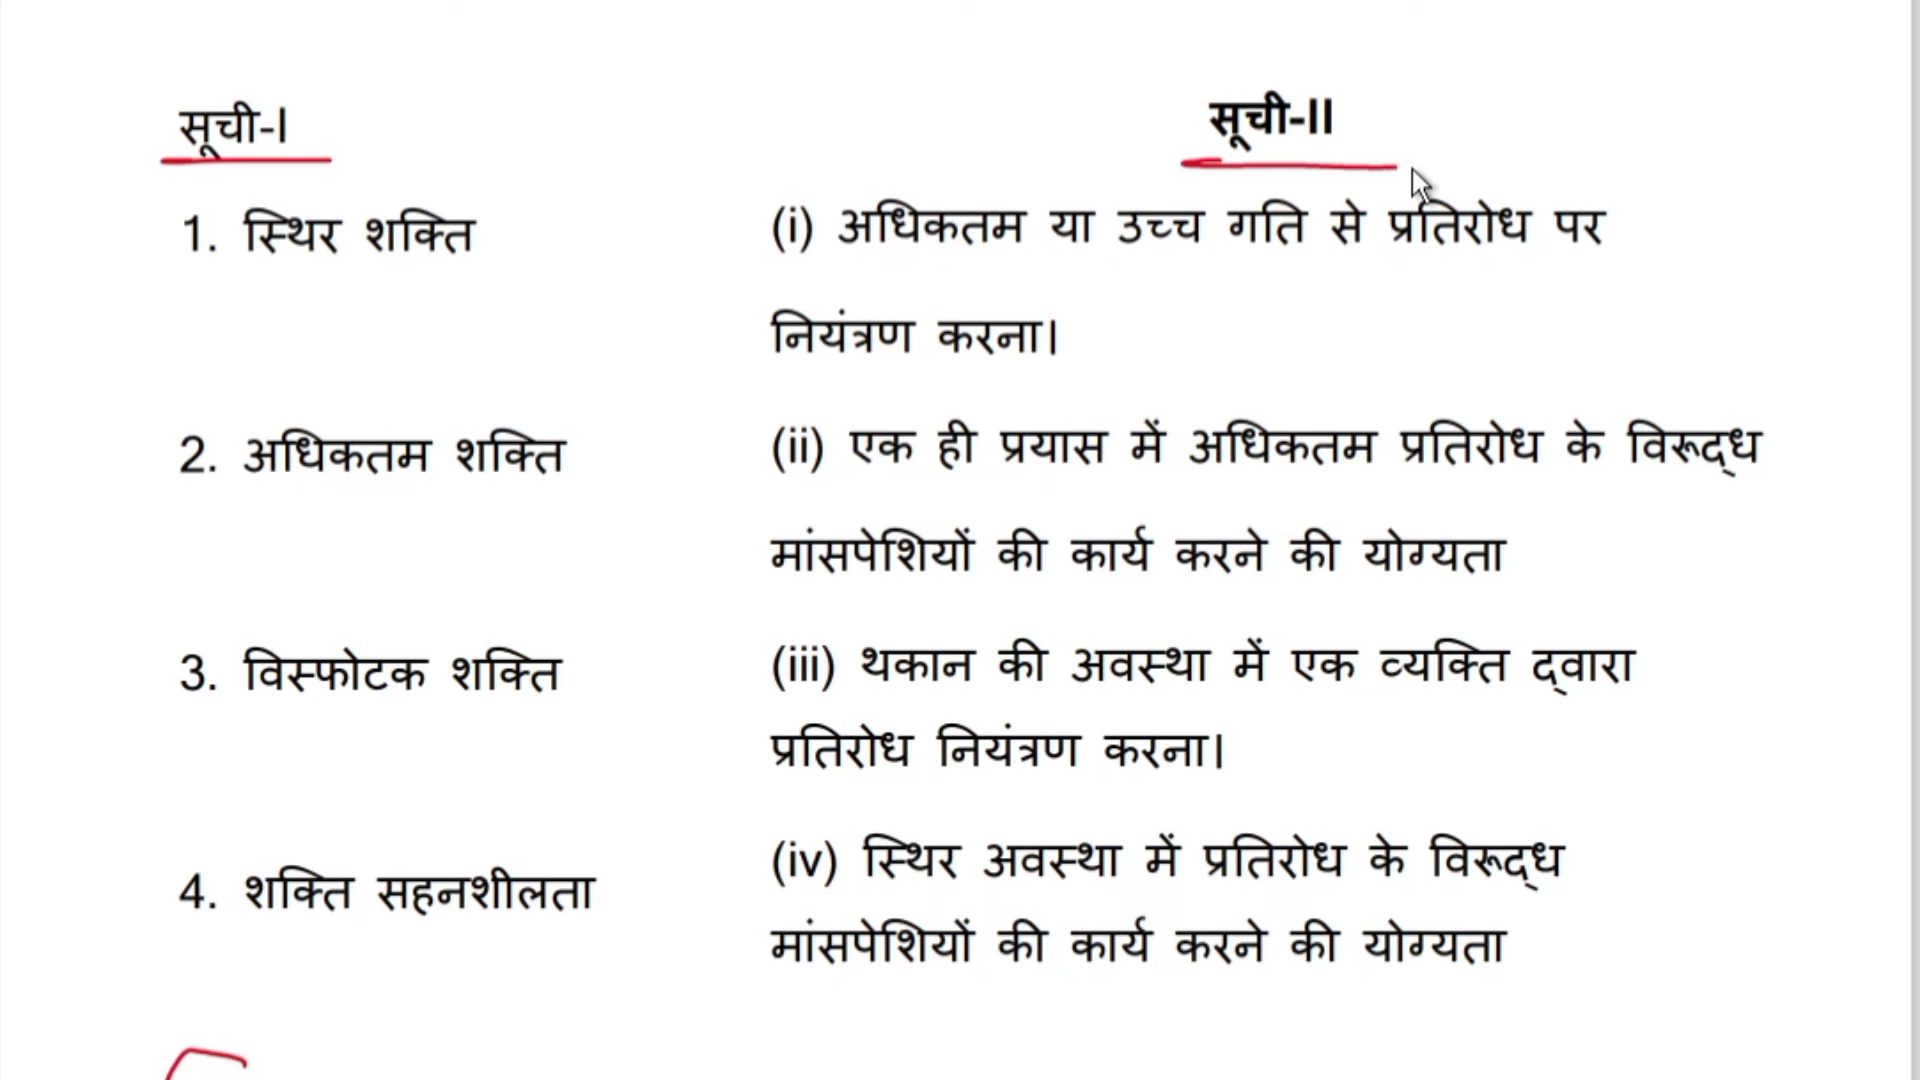 सूची-I
सूची-II
1. स्थिर शक्ति
(i) अधिकतम या उच्च गति से प्रतिरोध पर
नियंत्रण करना।
2. अधिकतम शक्ति
(ii) एक ही प्रयास में अधिकतम प्रतिरोध के विरूद्ध
मांसपेशियों की कार्य करने की योग्यता
3. विस्फोटक शक्ति
(iii) थकान की अवस्था में एक व्यक्ति द्वारा
प्रतिरोध नियंत्रण करना।
4. शक्ति सहनशीलता
(iv) स्थिर अवस्था में प्रतिरोध के विरूद्ध
मांसपेशियों की कार्य करने की योग्यता